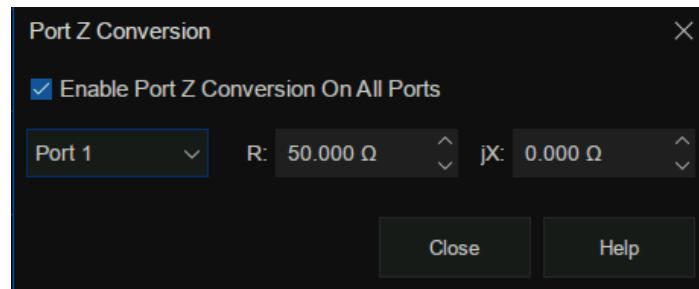 Port Z Conversion
Enable Port Z Conversion On All Ports
Port 1 R: 50.000 Ω jX: 0.000 Ω
Close Help